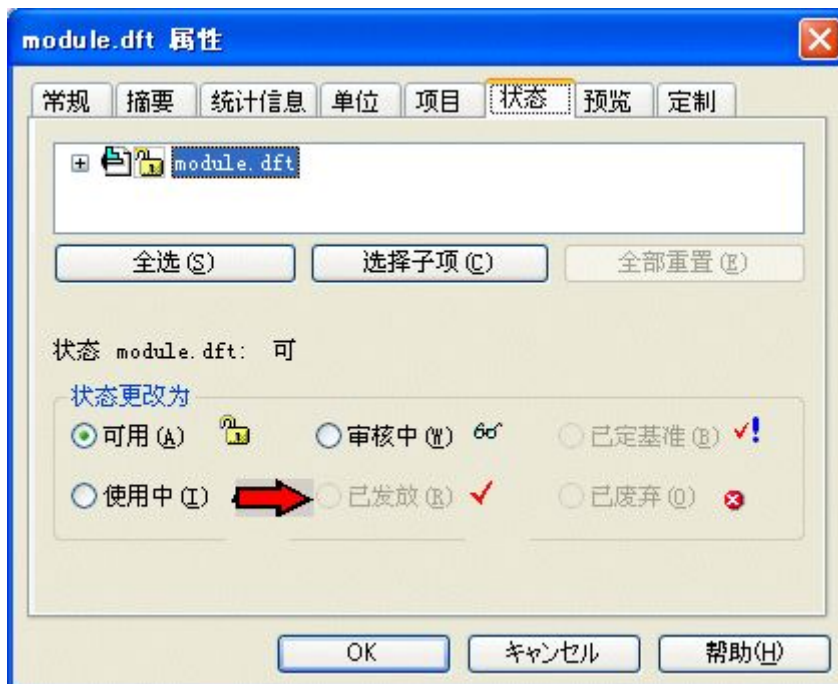 module.dft 属性
常规 摘要 统计信息 单位 项目 状态 预览 定制
module.dft
全选(S) 选择子项(C) 全部重置(E)
状态 module.dft: 可
状态更改为
可用(A) 审核中(W) 已定基准(B)
使用中(I) 已发放(R) 已废弃(O)
OK キャンセル 帮助(H)